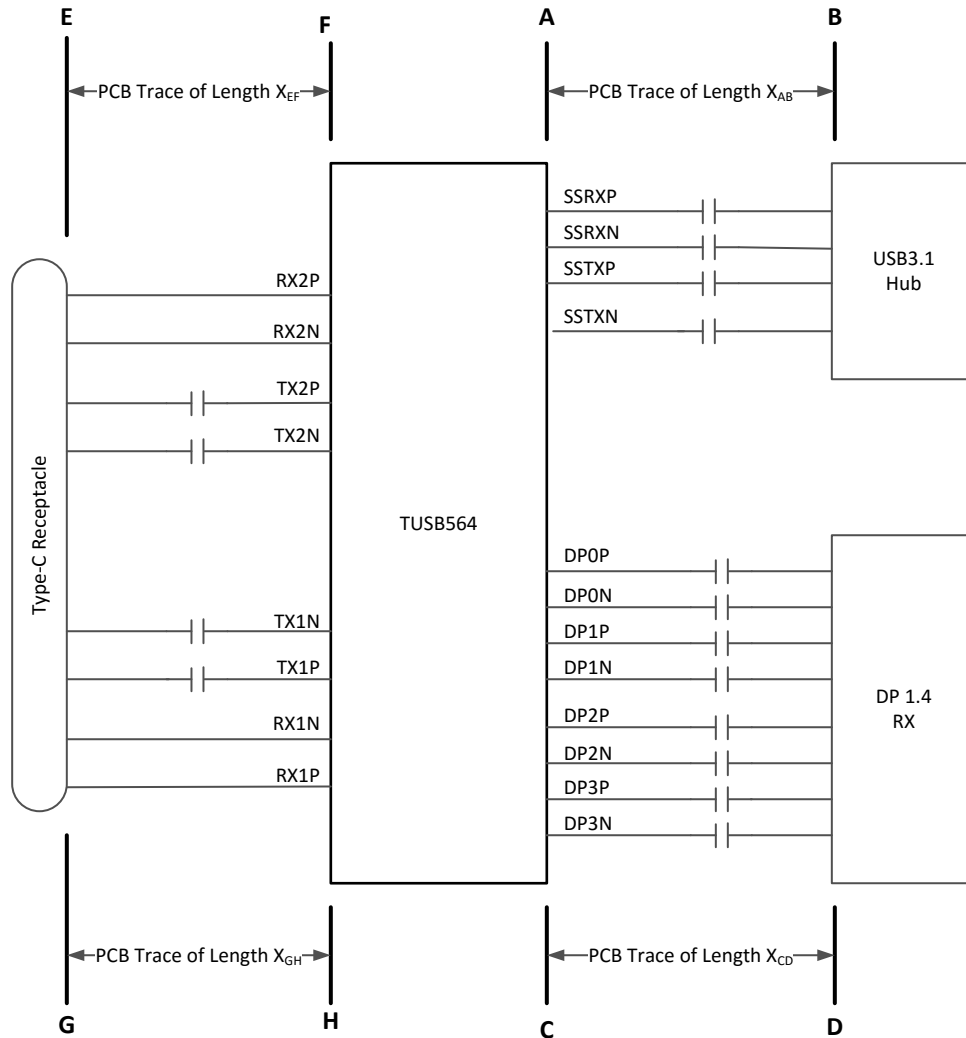 E
F
A
B
PCB Trace of Length XEF
PCB Trace of Length XAB
SSRXP
SSRXN
SSTXP
SSTXN
USB3.1
Hub
RX2P
RX2N
TX2P
TX2N
Type-C Receptacle
TUSB564
TX1N
TX1P
RX1N
RX1P
DP0P
DP0N
DP1P
DP1N
DP2P
DP2N
DP3P
DP3N
DP 1.4
RX
PCB Trace of Length XGH
PCB Trace of Length XCD
G
H
C
D